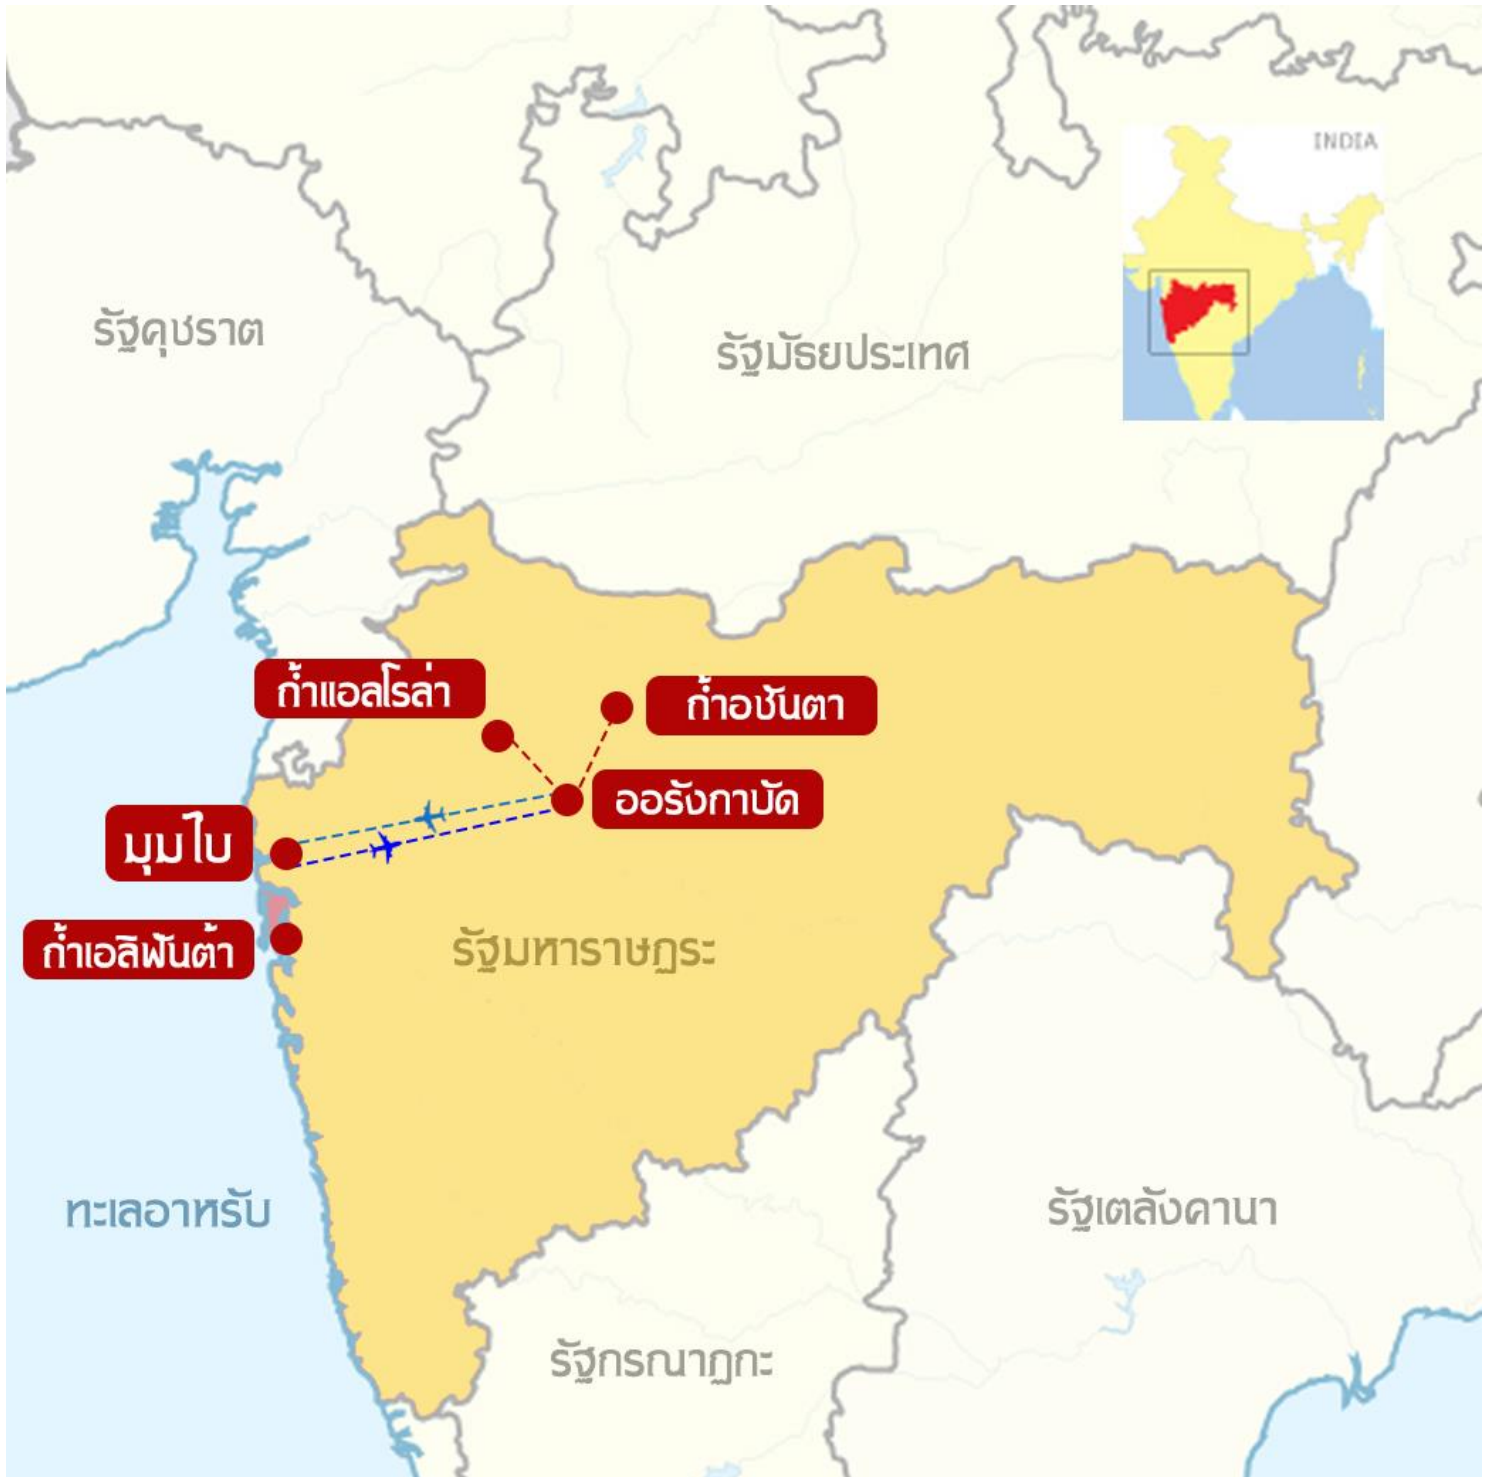 INDIA
รัฐคุชราต
รัฐมัธยประเทศ
ถ้ำแอลโรล่า
ถ้ำอชันตา
ออรังกาบัด
มุมไบ
ถ้ำเอลิฟันต้า
รัฐมหาราษฎระ
ทะเลอาหรับ
รัฐเตลังคานา
รัฐกรณาฏกะ